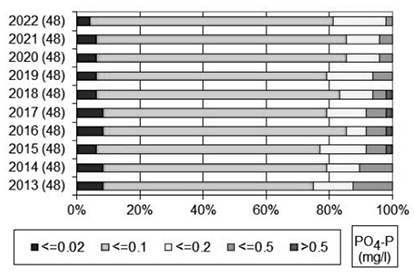 2022 (48)
2021 (48)
2020 (48)
2019 (48)
2018 (48)
2017 (48)
2016 (48)
2015 (48)
2014 (48)
2013 (48)
0% 20% 40% 60% 80% 100%
<=0.02 <=0.1 <=0.2 <=0.5 >0.5
PO4-P
(mg/l)